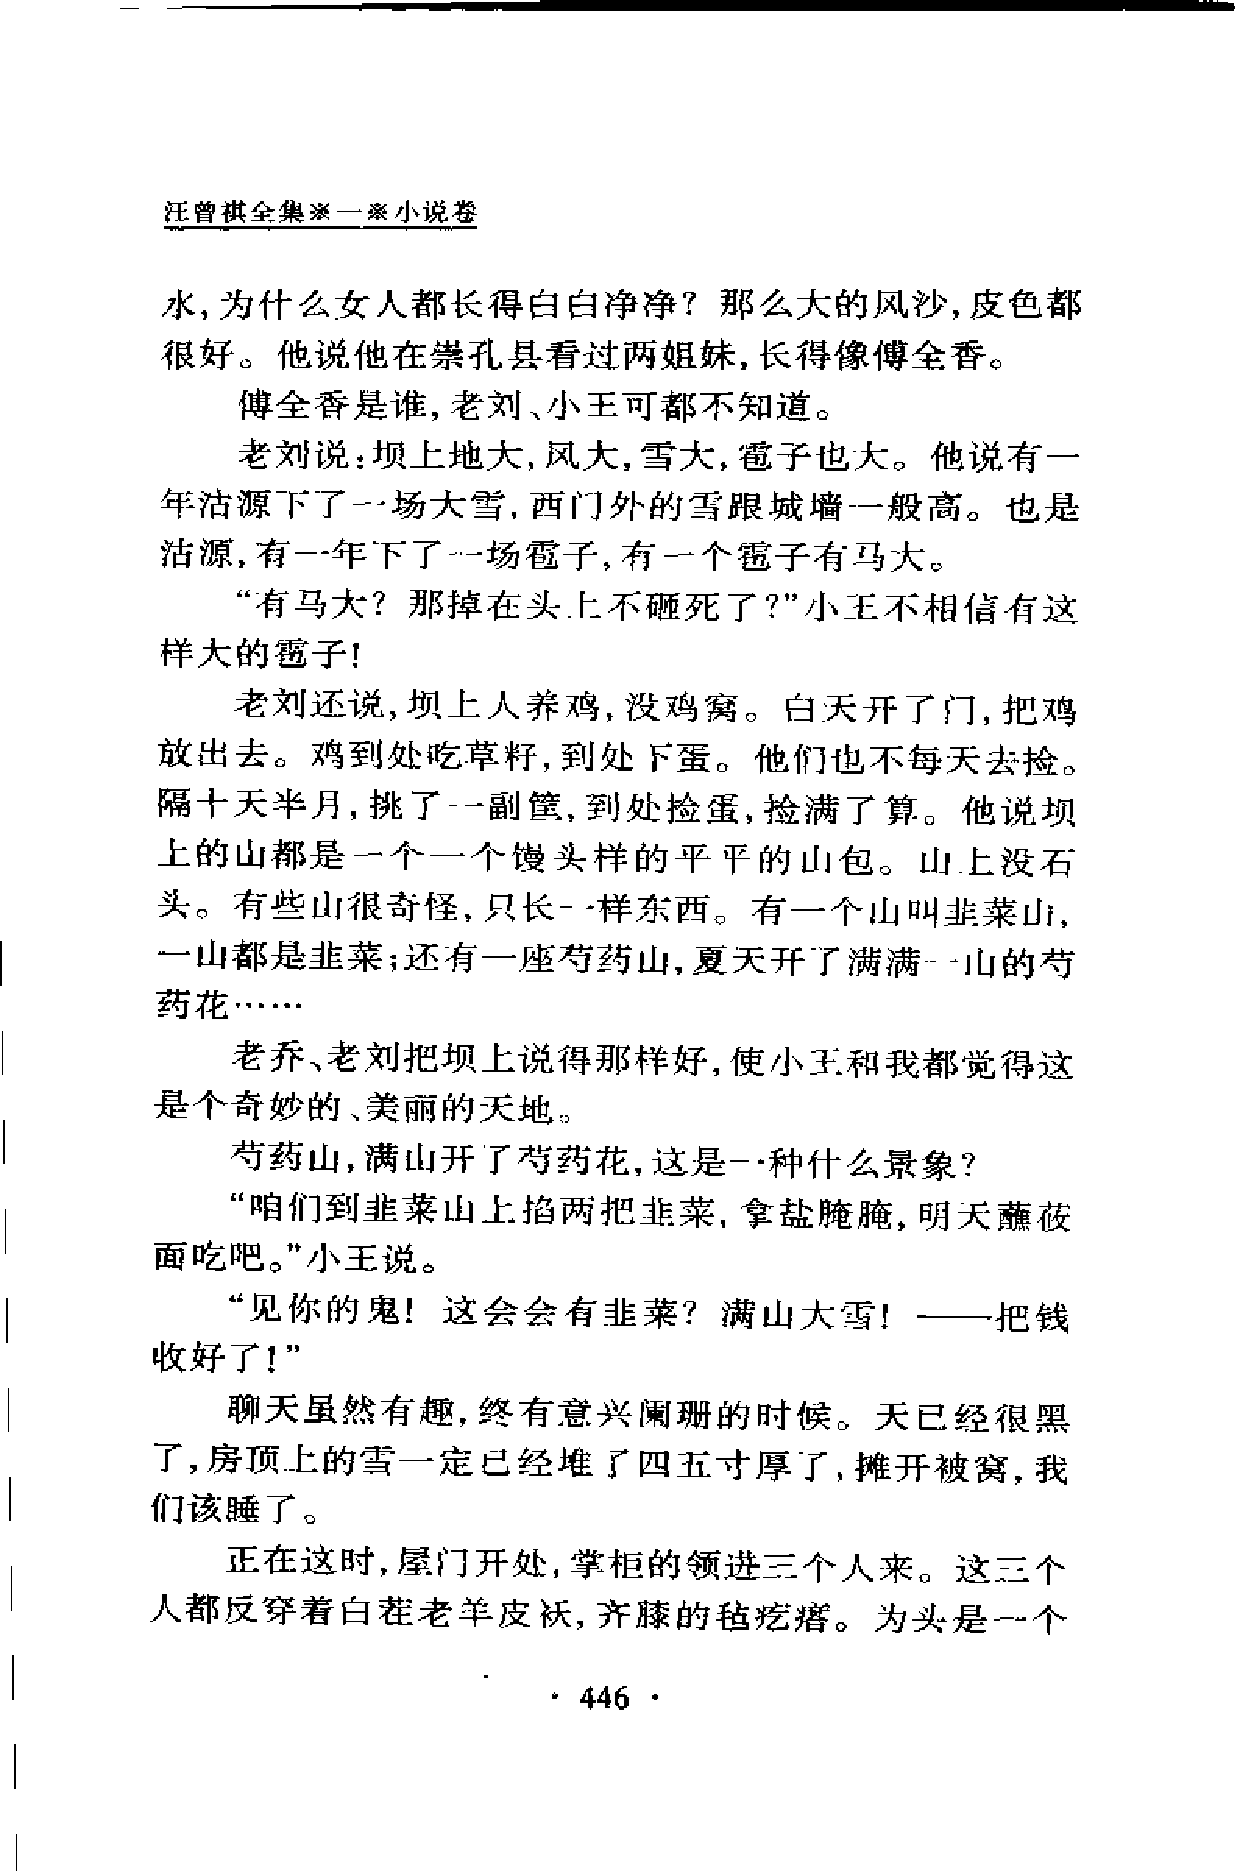 汪曾祺全集※一※小说卷
水，为什么女人都长得白白净净？那么大的风沙，皮色都
很好。他说他在崇孔县看过两姐妹，长得像傅全香。
傅全香是谁，老刘、小王可都不知道。
老刘说：坝上地大，风大，雪大，雹子也大。他说有一
年沽源下了一场大雪，西门外的雪跟城墙一般高。也是
沽源，有一年下了一场雹子，有一个雹子有马大。
“有马大？那掉在头上不砸死了？”小王不相信有这
样大的雹子！
老刘还说，坝上人养鸡，没鸡窝。白天开了门，把鸡
放出去。鸡到处吃草籽，到处下蛋。他们也不每天去捡。
隔十天半月，挑了一副筐，到处捡蛋，捡满了算。他说坝
上的山都是一个一个馒头样的平平的山包。山上没石
头。有些山很奇怪，只长一样东西。有一个山叫韭菜山，
一山都是韭菜；还有一座芍药山，夏天开了满满一山的芍
药花……
老乔、老刘把坝上说得那样好，使小王和我都觉得这
是个奇妙的、美丽的天地。
芍药山，满山开了芍药花，这是一种什么景象？
“咱们到韭菜山上掐两把韭菜，拿盐腌腌，明天蘸莜
面吃吧。”小王说。
“见你的鬼！这会会有韭菜？满山大雪！——把钱
收好了！”
聊天虽然有趣，终有意兴阑珊的时候。天已经很黑
了，房顶上的雪一定已经堆了四五寸厚了，摊开被窝，我
们该睡了。
正在这时，屋门开处，掌柜的领进三个人来。这三个
人都反穿着白茬老羊皮袄，齐膝的毡疙瘩。为头是一个
· 446 ·